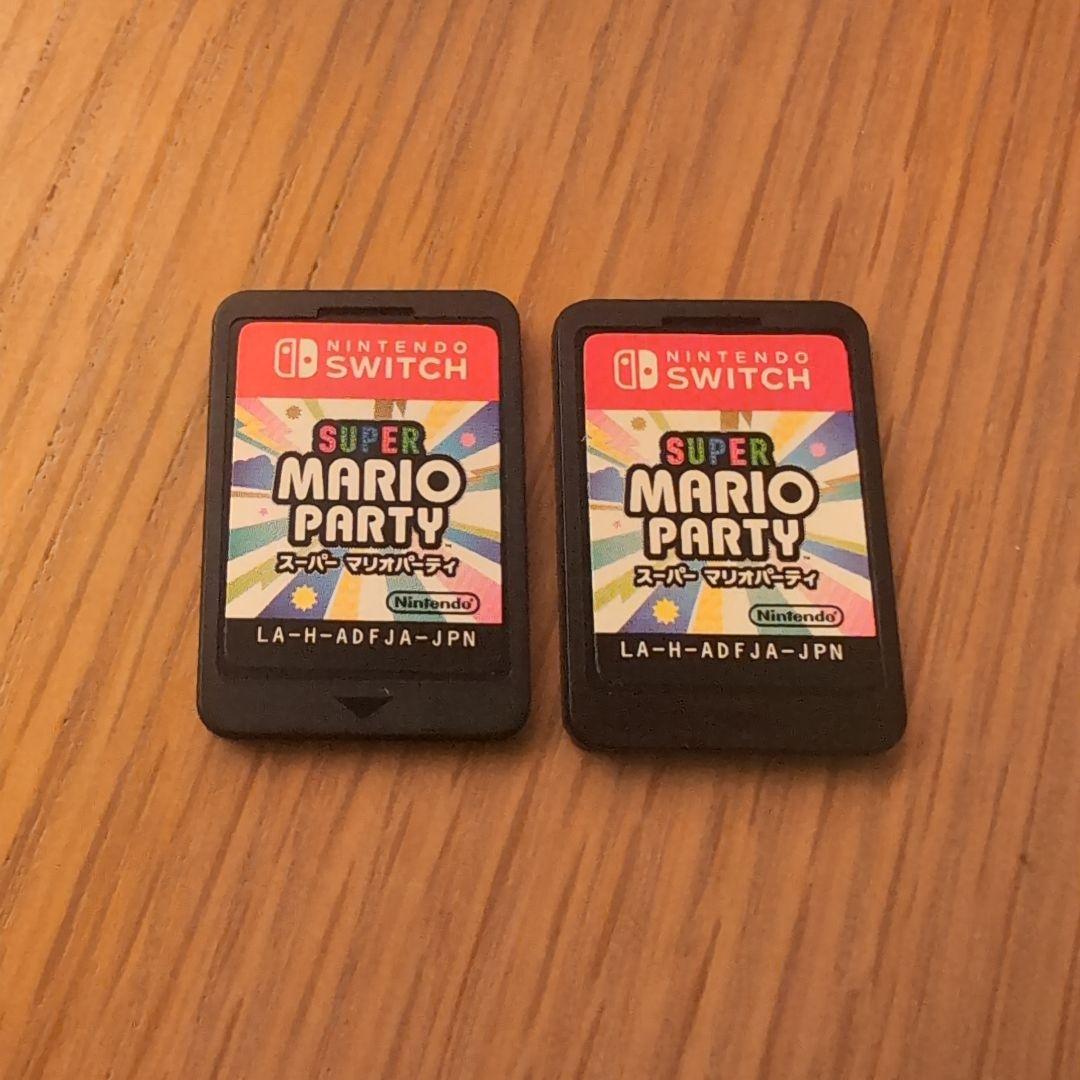 NINTENDO
SWITCH
SUPER
MARIO
PARTY™
スーパー マリオパーティ
Nintendo®
LA-H-ADFJA-JPN
NINTENDO
SWITCH
SUPER
MARIO
PARTY™
スーパー マリオパーティ
Nintendo®
LA-H-ADFJA-JPN